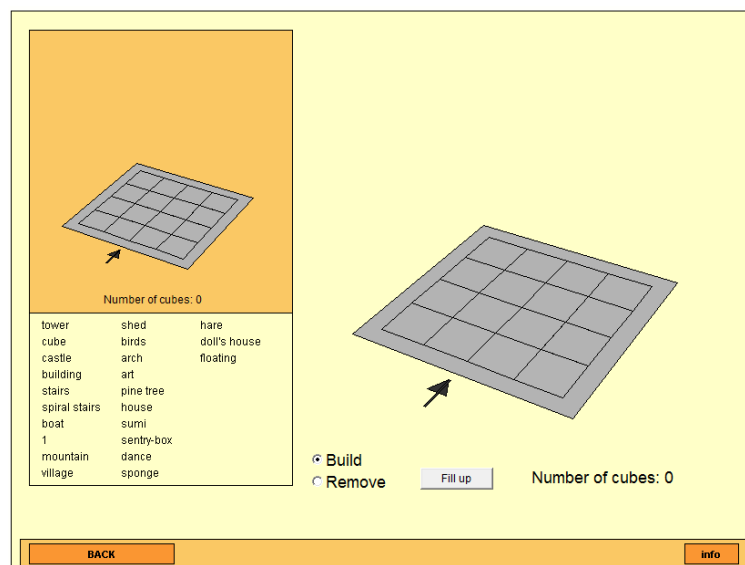 Number of cubes: 0
tower shed hare
cube birds doll's house
castle arch floating
building art
stairs pine tree
spiral stairs house
boat sumi
1 sentry-box
mountain dance
village sponge
Build
Remove
Fill up
Number of cubes: 0
BACK
info